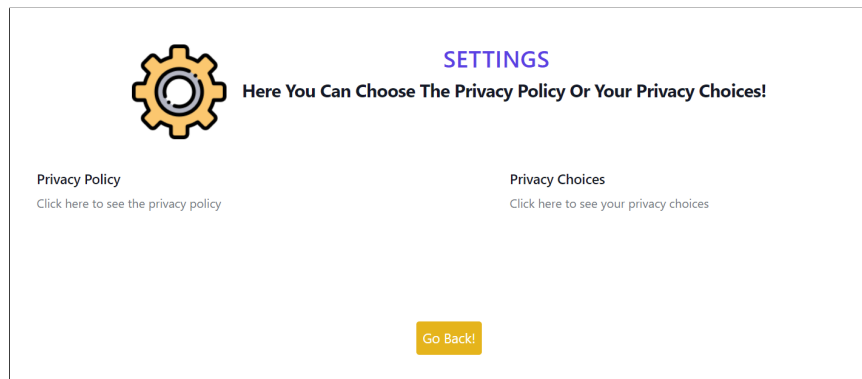 SETTINGS
Here You Can Choose The Privacy Policy Or Your Privacy Choices!
Privacy Policy
Click here to see the privacy policy
Privacy Choices
Click here to see your privacy choices
Go Back!